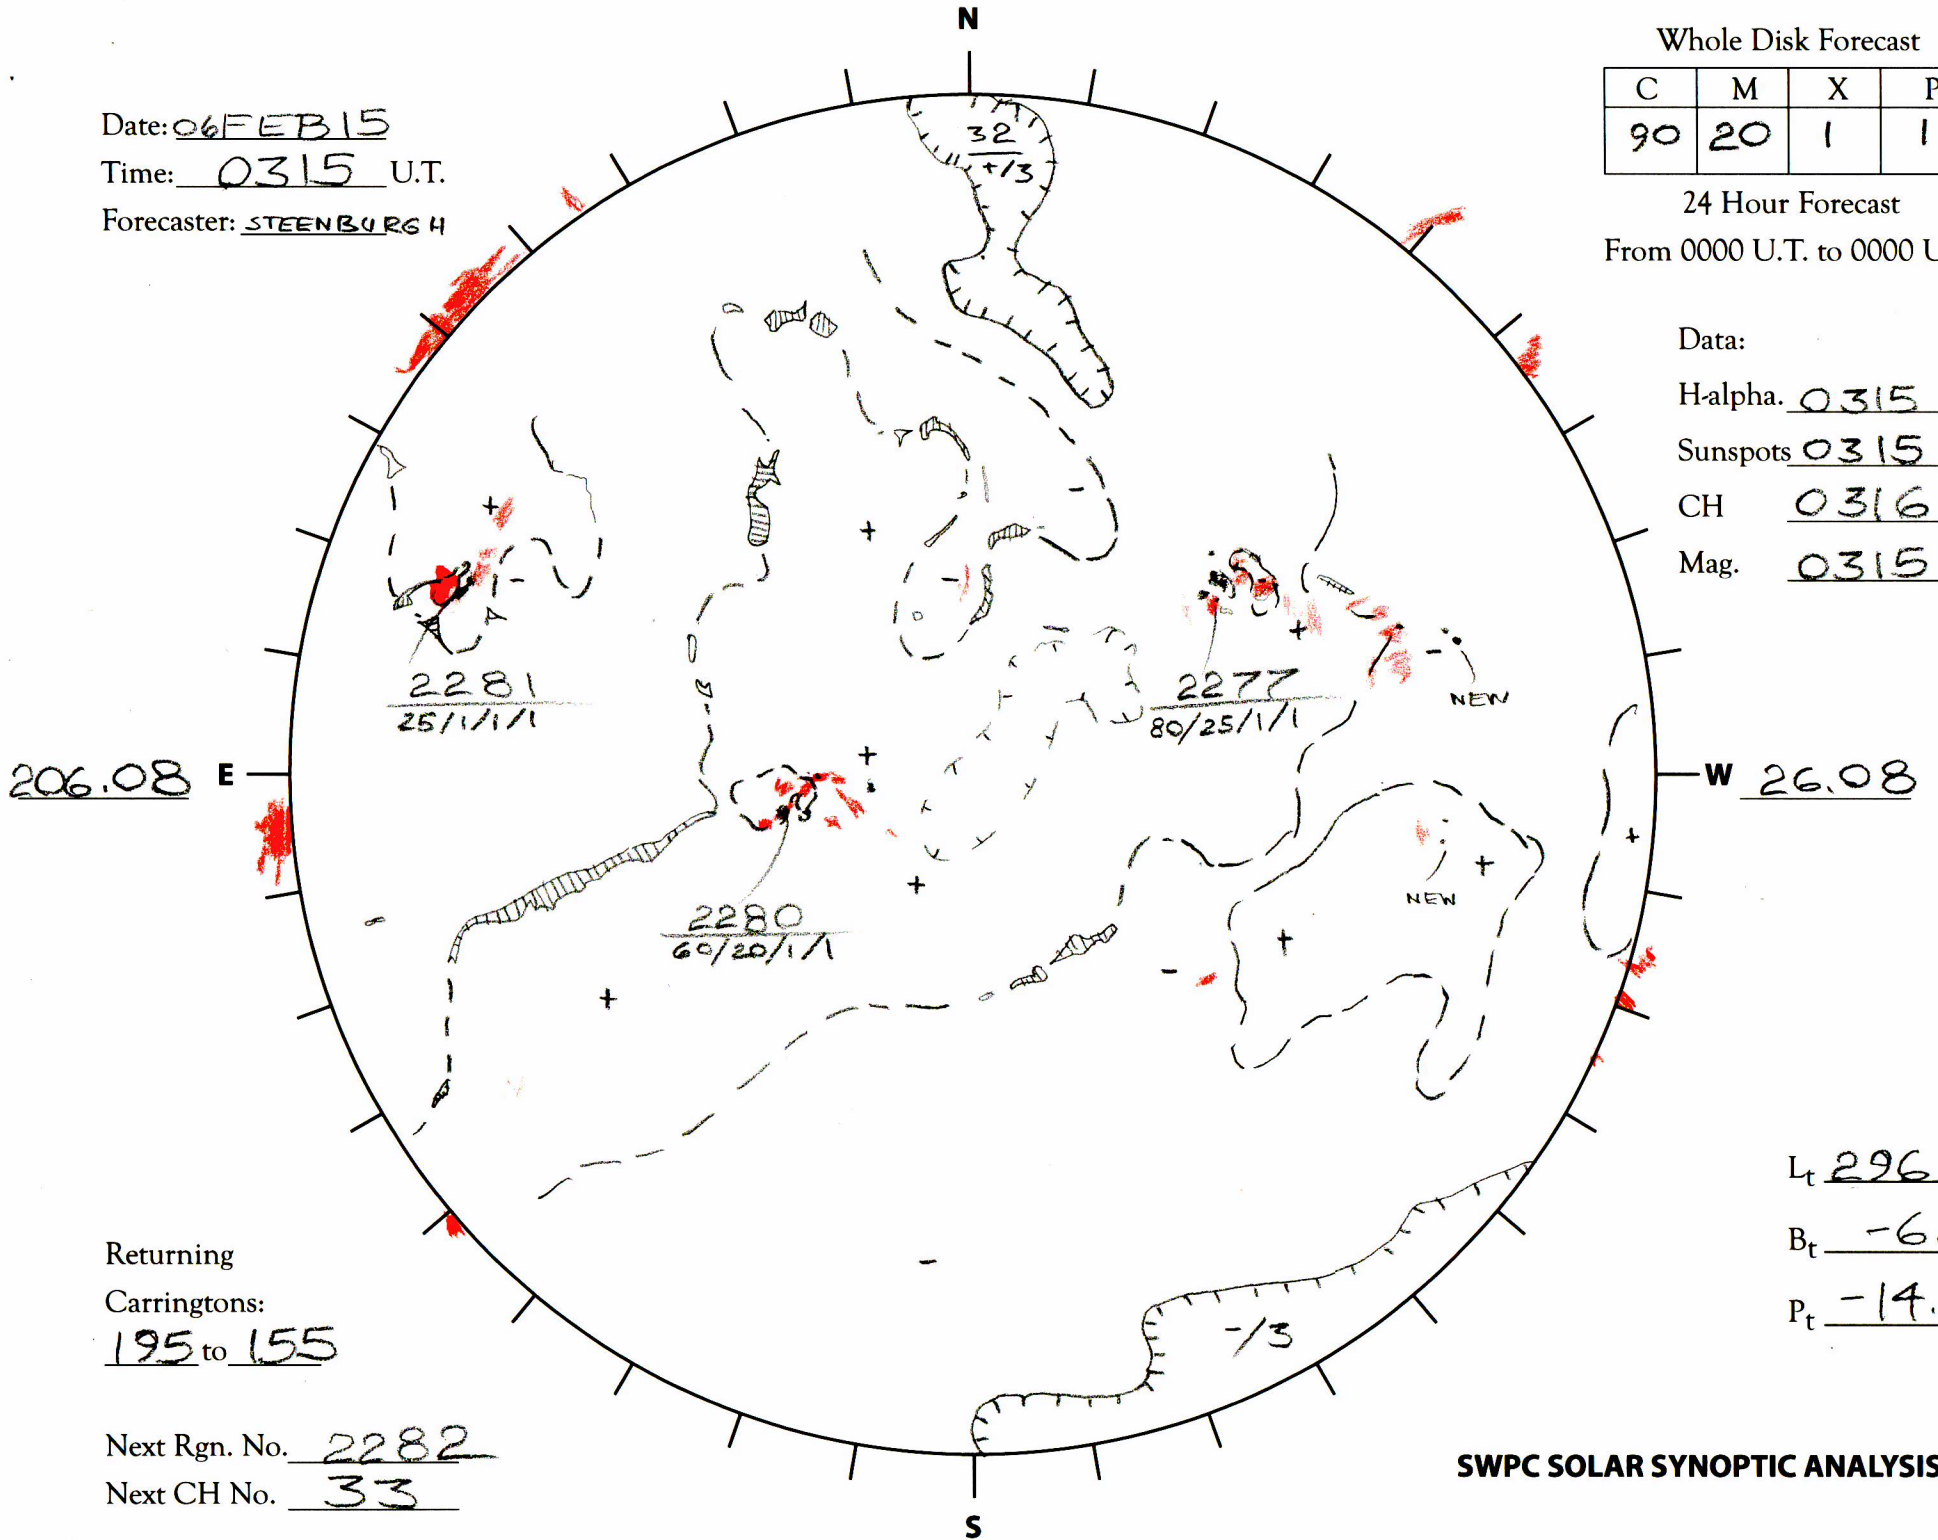 N
Whole Disk Forecast
C M X P
90 20 1 1
24 Hour Forecast
From 0000 U.T. to 0000 U
Date: 06FEB15
Time: 0315 U.T.
Forecaster: STEENBURGH
32
+/3
Data:
H-alpha. 0315
Sunspots 0315
CH 0316
Mag. 0315
+
+
-
-
-
2281
25/1/1/1
2277
80/25/1/1
+
-
NEW
206.08 E
W 26.08
+
+
2280
60/20/1/1
+
+
NEW
+
+
-
+
-
Lt 296
Bt -6.
Pt -14.
Returning
Carringtons:
195 to 155
-/3
Next Rgn. No. 2282
Next CH No. 33
SWPC SOLAR SYNOPTIC ANALYSIS
S